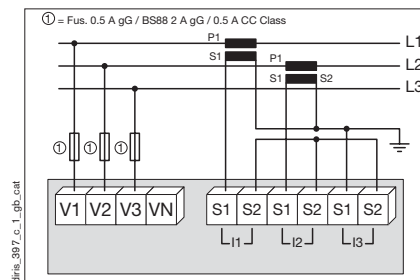 ① = Fus. 0.5 A gG / BS88 2 A gG / 0.5 A CC Class
P1
L1
S1
P1
L2
S1
S2
L3
①
①
①
V1 V2 V3 VN
S1 S2 S1 S2 S1 S2
I1 I2 I3
diris_397_c_1_gb_cat